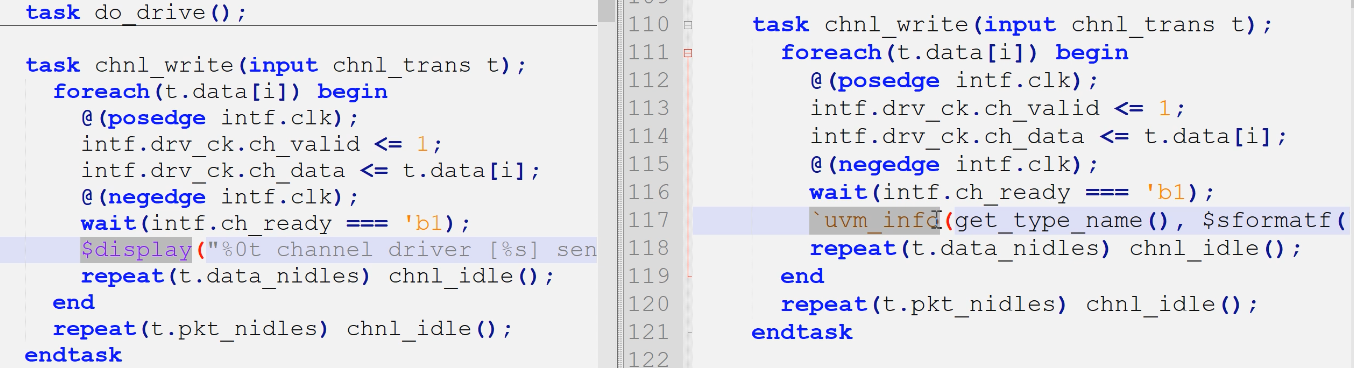 task do_drive();
task chnl_write(input chnl_trans t);
foreach(t.data[i]) begin
@(posedge intf.clk);
intf.drv_ck.ch_valid <= 1;
intf.drv_ck.ch_data <= t.data[i];
@(negedge intf.clk);
wait(intf.ch_ready === 'b1);
$display("%0t channel driver [%s] sen
repeat(t.data_nidles) chnl_idle();
end
repeat(t.pkt_nidles) chnl_idle();
endtask
110 task chnl_write(input chnl_trans t);
111 foreach(t.data[i]) begin
112 @(posedge intf.clk);
113 intf.drv_ck.ch_valid <= 1;
114 intf.drv_ck.ch_data <= t.data[i];
115 @(negedge intf.clk);
116 wait(intf.ch_ready === 'b1);
117 `uvm_info(get_type_name(), $sformatf(
118 repeat(t.data_nidles) chnl_idle();
119 end
120 repeat(t.pkt_nidles) chnl_idle();
121 endtask
122